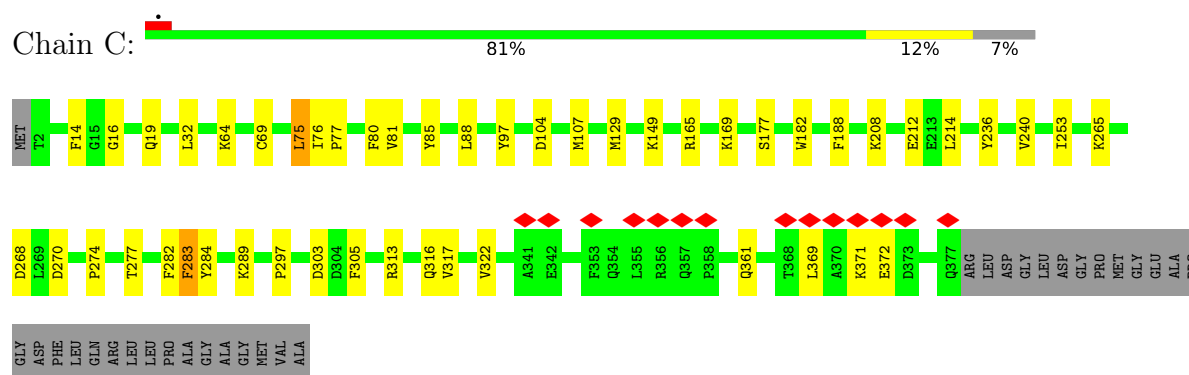 Chain C:
81% 12% 7%
MET T2 F14 G15 G16 Q19 L32 K64 C69 L75 I76 P77 F80 V81 Y85 L88 Y97 D104 M107 M129 K149 R165 K169 S177 W182 F188 K208 E212 E213 L214 Y236 V240 I253 K265
D268 L269 D270 P274 T277 F282 F283 Y284 K289 P297 D303 D304 F305 R313 Q316 V317 V322 A341 E342 F353 Q354 L355 R356 Q357 P358 Q361 T368 L369 A370 K371 E372 D373 Q377 ARG LEU ASP GLY LEU ASP GLY PRO MET GLY GLU ALA
GLY ASP PHE LEU GLN ARG LEU LEU PRO ALA GLY ALA GLY MET VAL ALA